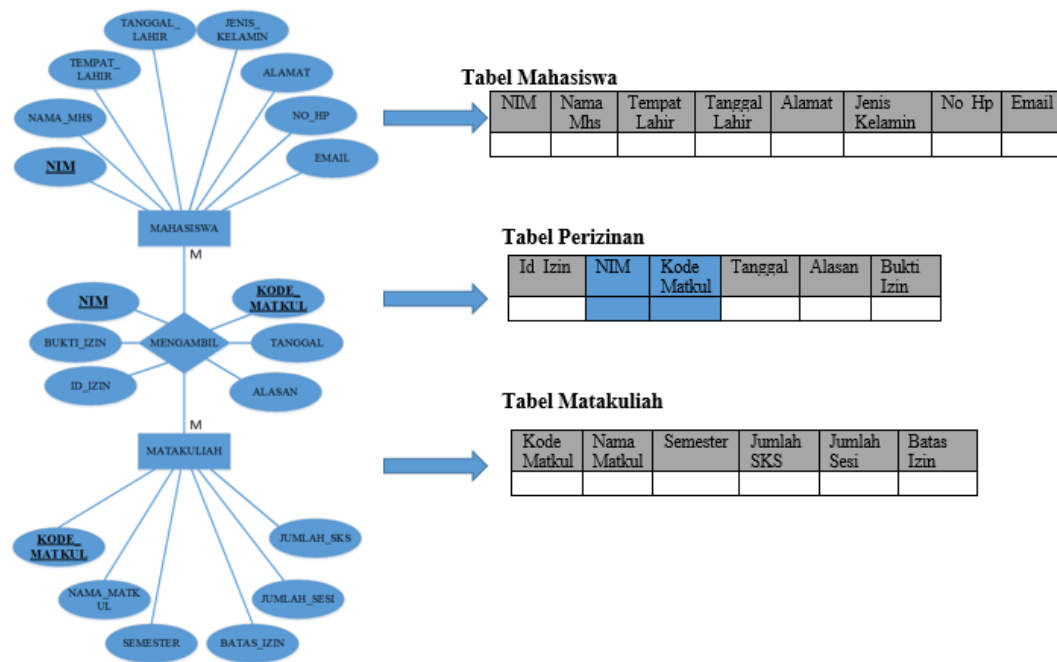 TANGGAL_
LAHIR
JENIS_
KELAMIN
TEMPAT_
LAHIR
ALAMAT
NAMA_MHS
NO_HP
NIM
EMAIL
MAHASISWA
M
NIM
KODE_
MATKUL
BUKTI_IZIN
MENGAMBIL
TANGGAL
ID_IZIN
ALASAN
M
MATAKULIAH
KODE_
MATKUL
JUMLAH_SKS
NAMA_MATK
UL
JUMLAH_SESI
SEMESTER
BATAS_IZIN
Tabel Mahasiswa
NIM
Nama
Mhs
Tempat
Lahir
Tanggal
Lahir
Alamat
Jenis
Kelamin
No Hp
Email
Tabel Perizinan
Id Izin
NIM
Kode
Matkul
Tanggal
Alasan
Bukti
Izin
Tabel Matakuliah
Kode
Matkul
Nama
Matkul
Semester
Jumlah
SKS
Jumlah
Sesi
Batas
Izin